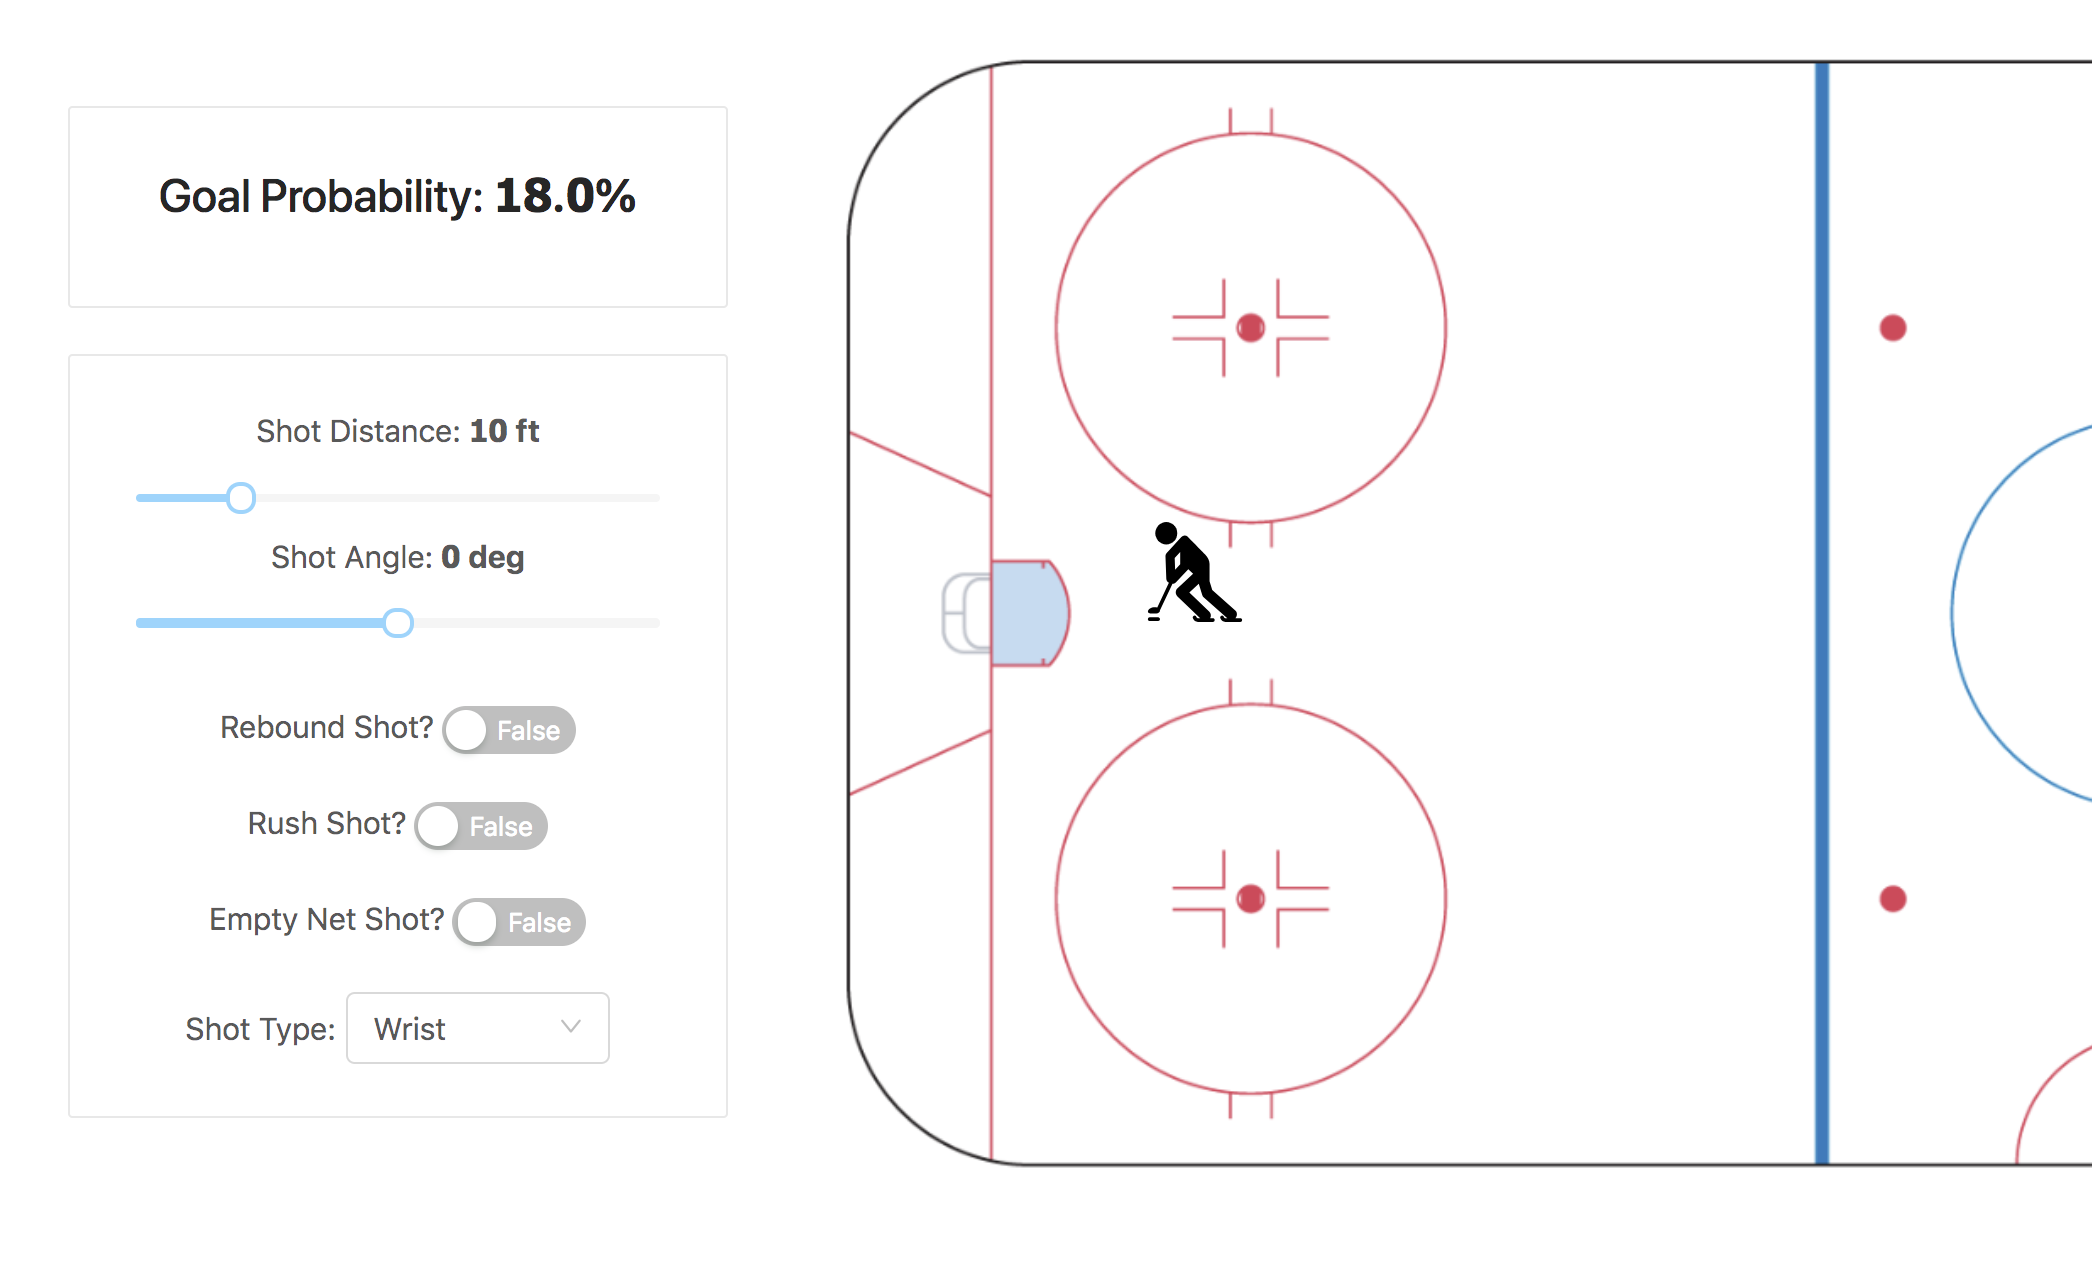 Goal Probability: 18.0%
Shot Distance: 10 ft
Shot Angle: 0 deg
Rebound Shot? False
Rush Shot? False
Empty Net Shot? False
Shot Type: Wrist